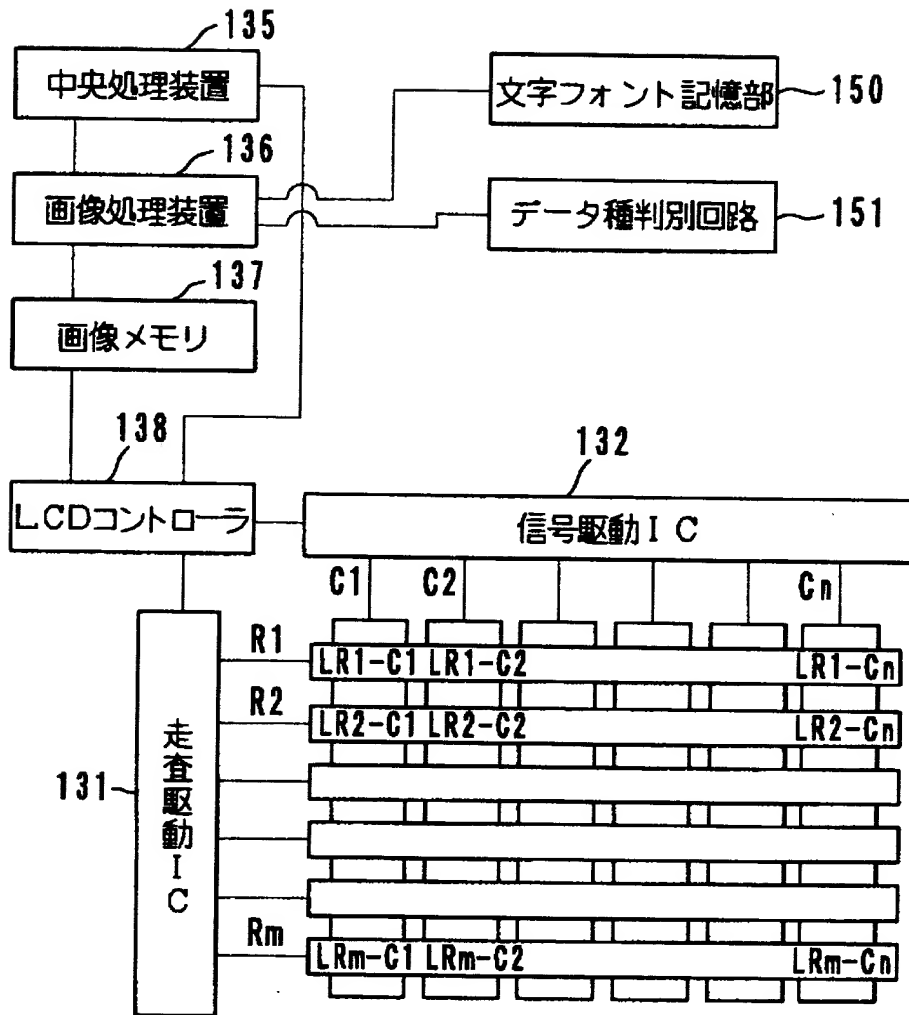 135
中央処理装置
文字フォント記憶部
150
136
画像処理装置
データ種判別回路
151
137
画像メモリ
138
132
LCDコントローラ
信号駆動IC
C1 C2 Cn
R1
LR1-C1 LR1-C2 LR1-Cn
R2
LR2-C1 LR2-C2 LR2-Cn
131
走査駆動IC
Rm
LRm-C1 LRm-C2 LRm-Cn